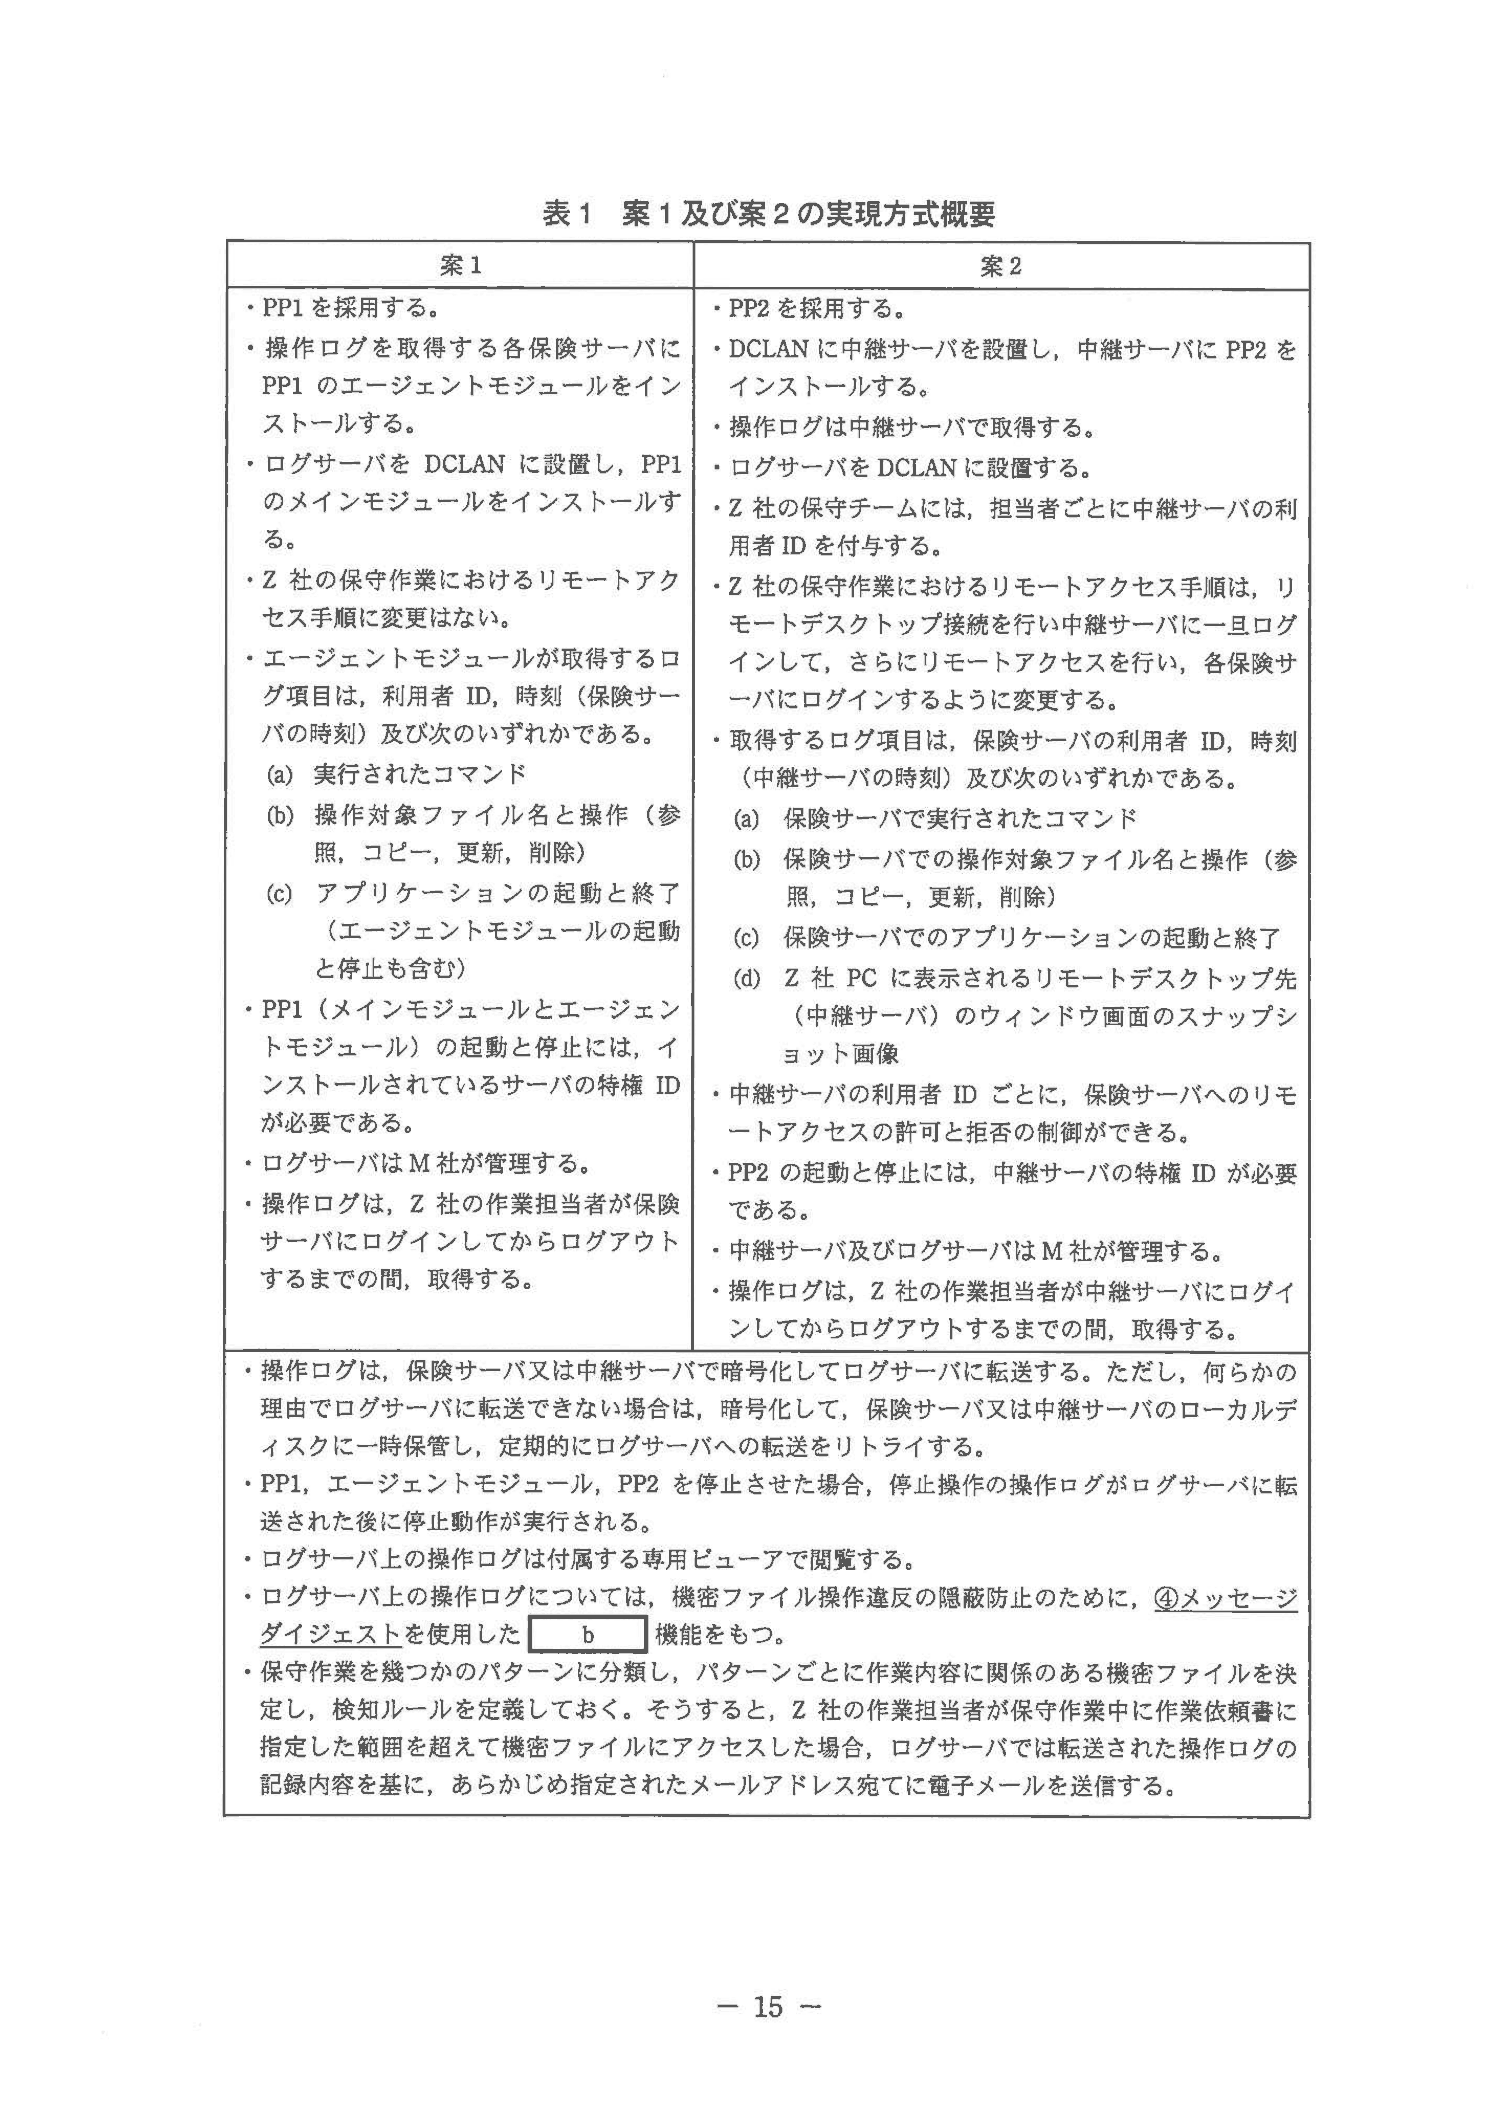 表1 案1及び案2の実現方式概要
案1
・PP1を採用する。
・操作ログを取得する各保険サーバに
PP1 のエージェントモジュールをイン
ストールする。
・ログサーバを DCLAN に設置し，PP1
のメインモジュールをインストールす
る。
・Z 社の保守作業におけるリモートアク
セス手順に変更はない。
・エージェントモジュールが取得するロ
グ項目は，利用者 ID，時刻（保険サー
バの時刻）及び次のいずれかである。
(a) 実行されたコマンド
(b) 操作対象ファイル名と操作（参
照，コピー，更新，削除）
(c) アプリケーションの起動と終了
（エージェントモジュールの起動
と停止も含む）
・PP1（メインモジュールとエージェン
トモジュール）の起動と停止には，イ
ンストールされているサーバの特権 ID
が必要である。
・ログサーバは M 社が管理する。
・操作ログは，Z 社の作業担当者が保険
サーバにログインしてからログアウト
するまでの間，取得する。
案2
・PP2を採用する。
・DCLAN に中継サーバを設置し，中継サーバに PP2 を
インストールする。
・操作ログは中継サーバで取得する。
・ログサーバを DCLAN に設置する。
・Z 社の保守チームには，担当者ごとに中継サーバの利
用者 ID を付与する。
・Z 社の保守作業におけるリモートアクセス手順は，リ
モートデスクトップ接続を行い中継サーバに一旦ログ
インして，さらにリモートアクセスを行い，各保険サ
ーバにログインするように変更する。
・取得するログ項目は，保険サーバの利用者 ID，時刻
（中継サーバの時刻）及び次のいずれかである。
(a) 保険サーバで実行されたコマンド
(b) 保険サーバでの操作対象ファイル名と操作（参
照，コピー，更新，削除）
(c) 保険サーバでのアプリケーションの起動と終了
(d) Z 社 PC に表示されるリモートデスクトップ先
（中継サーバ）のウィンドウ画面のスナップシ
ョット画像
・中継サーバの利用者 ID ごとに，保険サーバへのリモ
ートアクセスの許可と拒否の制御ができる。
・PP2 の起動と停止には，中継サーバの特権 ID が必要
である。
・中継サーバ及びログサーバは M 社が管理する。
・操作ログは，Z 社の作業担当者が中継サーバにログイ
ンしてからログアウトするまでの間，取得する。
・操作ログは，保険サーバ又は中継サーバで暗号化してログサーバに転送する。ただし，何らかの
理由でログサーバに転送できない場合は，暗号化して，保険サーバ又は中継サーバのローカルデ
ィスクに一時保管し，定期的にログサーバへの転送をリトライする。
・PP1，エージェントモジュール，PP2 を停止させた場合，停止操作の操作ログがログサーバに転
送された後に停止動作が実行される。
・ログサーバ上の操作ログは付属する専用ビューアで閲覧する。
・ログサーバ上の操作ログについては，機密ファイル操作違反の隠蔽防止のために，④メッセージ
ダイジェストを使用した b 機能をもつ。
・保守作業を幾つかのパターンに分類し，パターンごとに作業内容に関係のある機密ファイルを決
定し，検知ルールを定義しておく。そうすると，Z 社の作業担当者が保守作業中に作業依頼書に
指定した範囲を超えて機密ファイルにアクセスした場合，ログサーバでは転送された操作ログの
記録内容を基に，あらかじめ指定されたメールアドレス宛てに電子メールを送信する。
－ 15 －